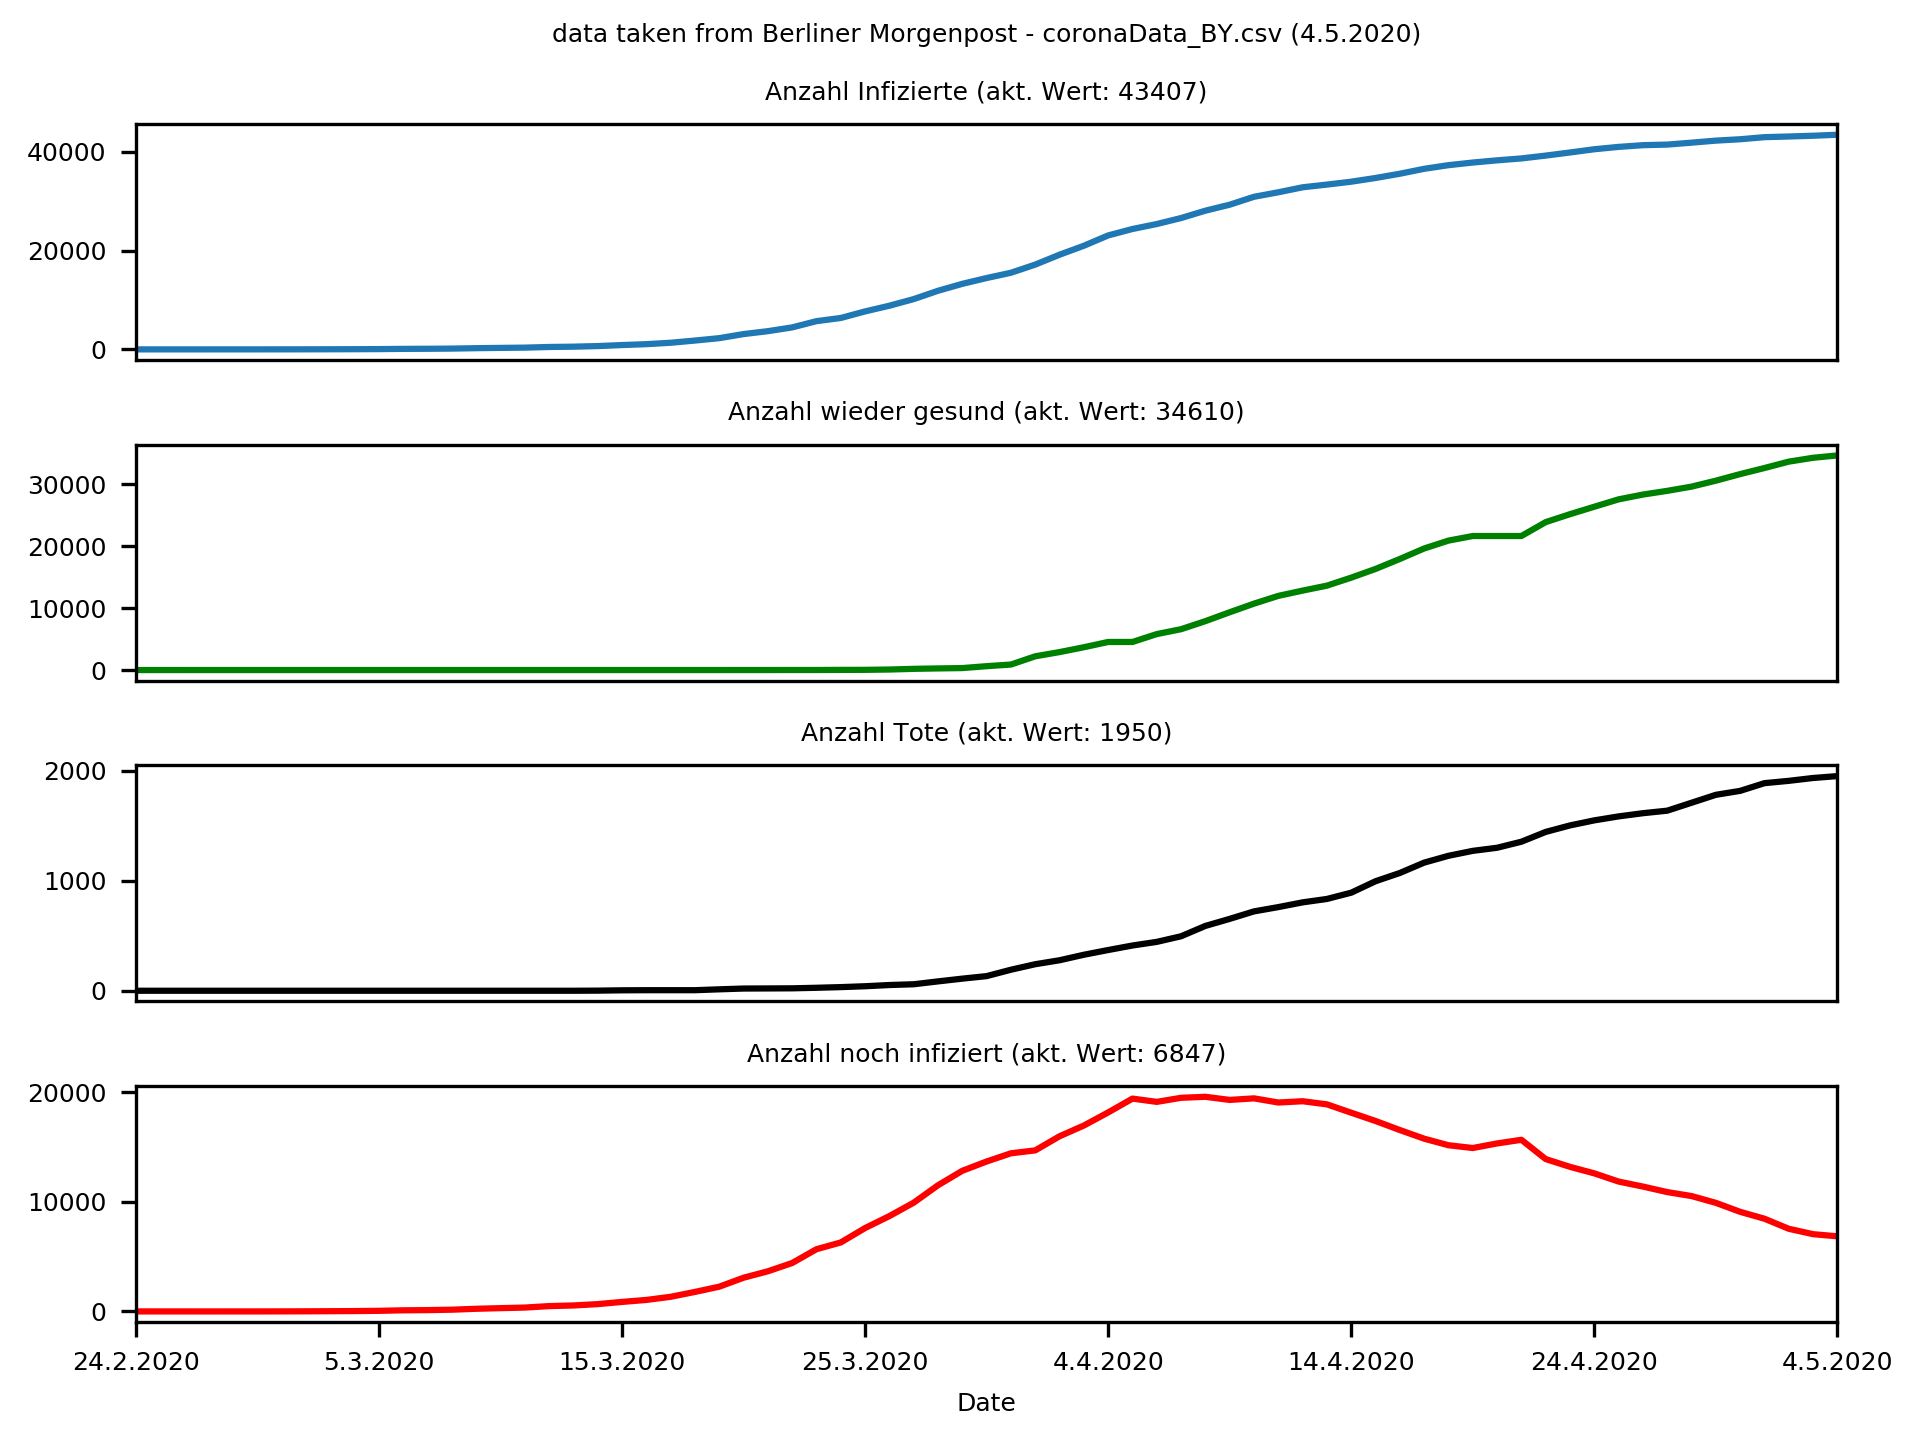 data taken from Berliner Morgenpost - coronaData_BY.csv (4.5.2020)
Anzahl Infizierte (akt. Wert: 43407)
40000
20000
0
Anzahl wieder gesund (akt. Wert: 34610)
30000
20000
10000
0
Anzahl Tote (akt. Wert: 1950)
2000
1000
0
Anzahl noch infiziert (akt. Wert: 6847)
20000
10000
0
24.2.2020 5.3.2020 15.3.2020 25.3.2020 4.4.2020 14.4.2020 24.4.2020 4.5.2020
Date